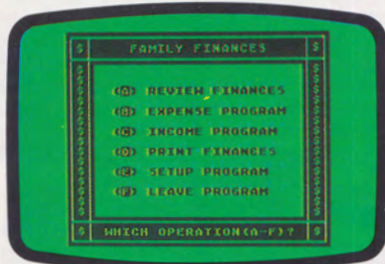 $ FAMILY FINANCES $
(A) REVIEW FINANCES
(B) EXPENSE PROGRAM
(C) INCOME PROGRAM
(D) PRINT FINANCES
(E) SETUP PROGRAM
(F) LEAVE PROGRAM
$ WHICH OPERATION(A-F)? $